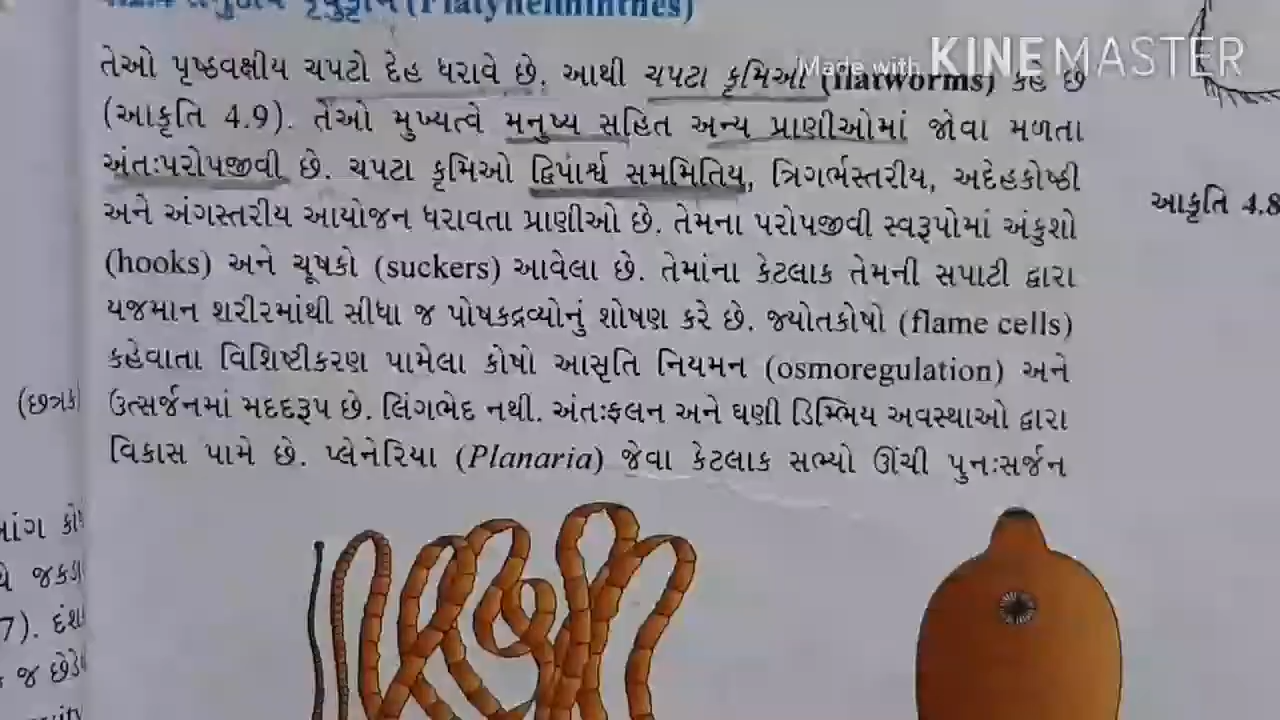 (Platyhelminthes)
તેઓ પૃષ્ઠવક્ષીય ચપટો દેહ ધરાવે છે. આથી ચપટા કૃમિઓ (flatworms) કહે છે
Made with KINEMASTER
(આકૃતિ 4.9). તેઓ મુખ્યત્વે મનુષ્ય સહિત અન્ય પ્રાણીઓમાં જોવા મળતા
અંતઃપરોપજીવી છે. ચપટા કૃમિઓ દ્વિપાર્શ્વ સમમિતિય, ત્રિગર્ભસ્તરીય, અદેહકોષ્ઠી
આકૃતિ 4.8
અને અંગસ્તરીય આયોજન ધરાવતા પ્રાણીઓ છે. તેમના પરોપજીવી સ્વરૂપોમાં અંકુશો
(hooks) અને ચૂષકો (suckers) આવેલા છે. તેમાંના કેટલાક તેમની સપાટી દ્વારા
યજમાન શરીરમાંથી સીધા જ પોષકદ્રવ્યોનું શોષણ કરે છે. જ્યોતકોષો (flame cells)
કહેવાતા વિશિષ્ટીકરણ પામેલા કોષો આસૃતિ નિયમન (osmoregulation) અને
(છત્રક)
ઉત્સર્જનમાં મદદરૂપ છે. લિંગભેદ નથી. અંતઃફલન અને ઘણી ડિમ્ભિય અવસ્થાઓ દ્વારા
વિકાસ પામે છે. પ્લેનેરિયા (Planaria) જેવા કેટલાક સભ્યો ઊંચી પુનઃસર્જન
7). દંશ
જ છેડે